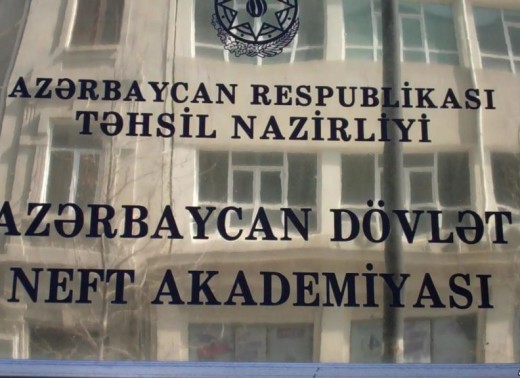 AZƏRBAYCAN RESPUBLİKASI
TƏHSİL NAZİRLİYİ
AZƏRBAYCAN DÖVLƏT
NEFT AKADEMİYASI